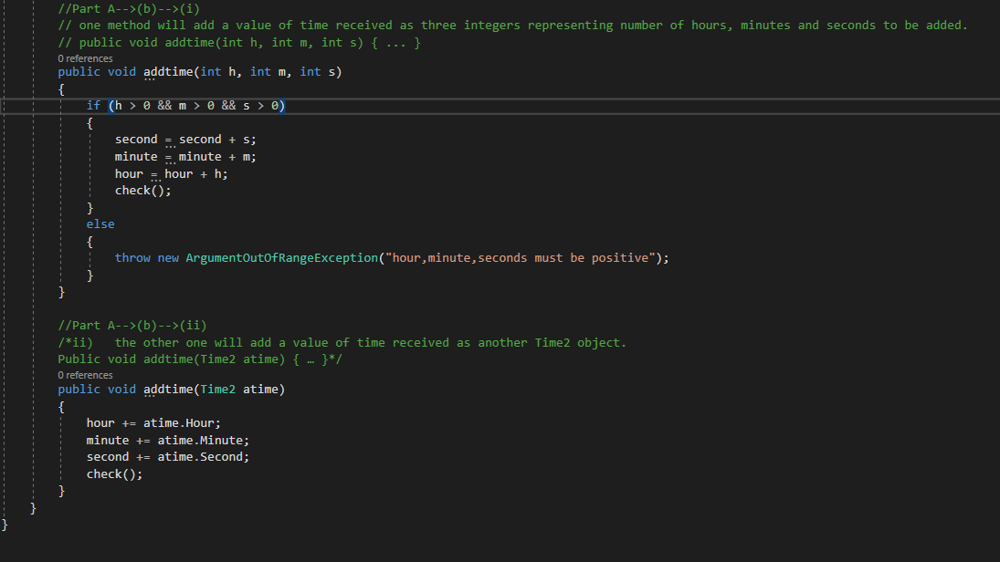 //Part A-->(b)-->(i)
// one method will add a value of time received as three integers representing number of hours, minutes and seconds to be added.
// public void addtime(int h, int m, int s) { ... }
0 references
public void addtime(int h, int m, int s)
{
if (h > 0 && m > 0 && s > 0)
{
second = second + s;
minute = minute + m;
hour = hour + h;
check();
}
else
{
throw new ArgumentOutOfRangeException("hour,minute,seconds must be positive");
}
}
//Part A-->(b)-->(ii)
/*ii)   the other one will add a value of time received as another Time2 object.
Public void addtime(Time2 atime) { … }*/
0 references
public void addtime(Time2 atime)
{
hour += atime.Hour;
minute += atime.Minute;
second += atime.Second;
check();
}
}
}